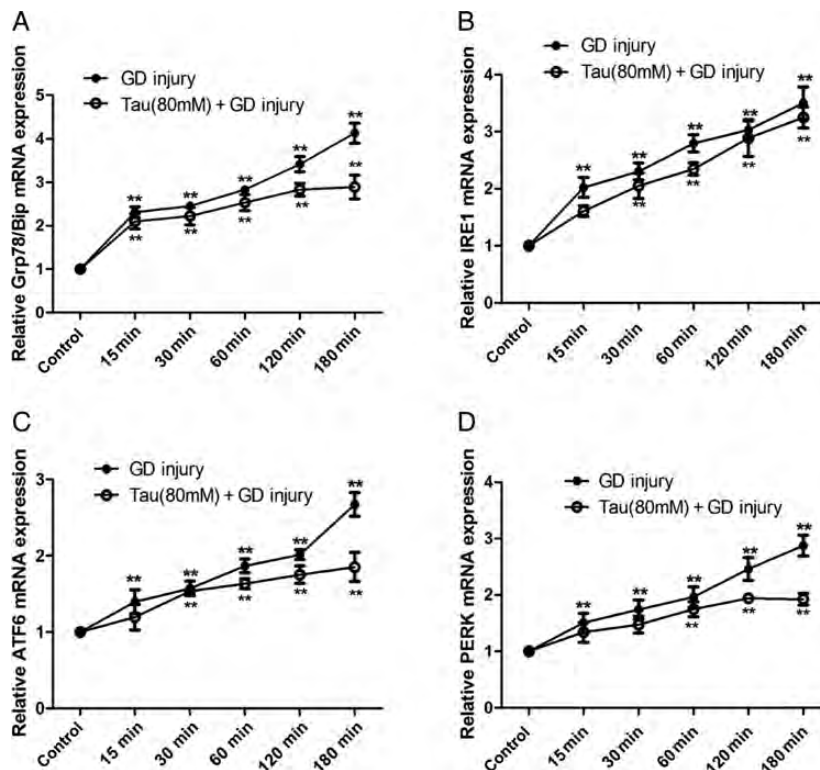 A
GD injury
Tau(80mM) + GD injury
Relative Grp78/Bip mRNA expression
5
4
3
2
1
0
** ** ** ** **
** ** ** ** **
Control 15 min 30 min 60 min 120 min 180 min
B
GD injury
Tau(80mM) + GD injury
Relative IRE1 mRNA expression
4
3
2
1
0
** ** ** ** **
** ** ** **
Control 15 min 30 min 60 min 120 min 180 min
C
GD injury
Tau(80mM) + GD injury
Relative ATF6 mRNA expression
3
2
1
0
** ** ** ** **
** ** ** **
Control 15 min 30 min 60 min 120 min 180 min
D
GD injury
Tau(80mM) + GD injury
Relative PERK mRNA expression
4
3
2
1
0
** ** ** ** **
** ** **
Control 15 min 30 min 60 min 120 min 180 min